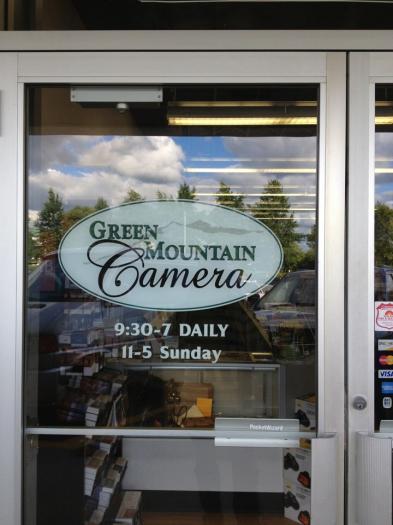 GREEN
MOUNTAIN
Camera
9:30-7 DAILY
11-5 Sunday
PocketWizard
VISA